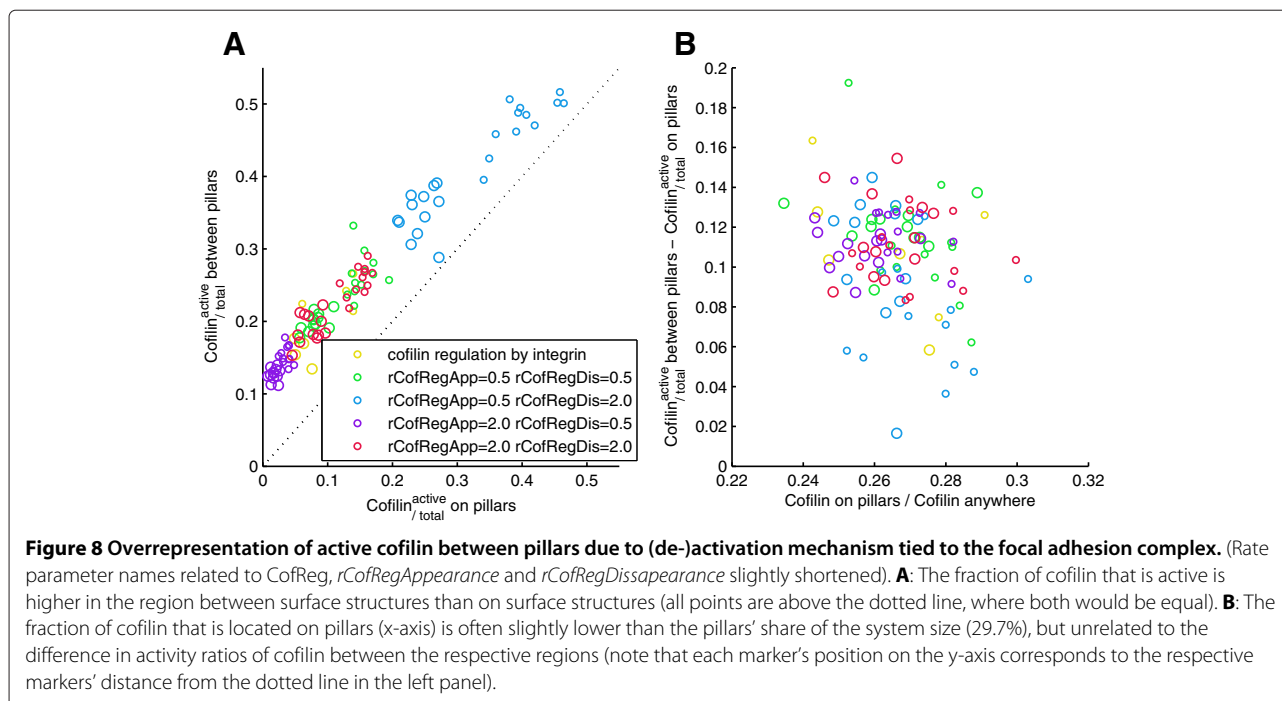 A
B
0.5
0.4
0.3
0.2
0.1
0
0 0.1 0.2 0.3 0.4 0.5
Cofilin active / total between pillars
Cofilin active / total on pillars
cofilin regulation by integrin
rCofRegApp=0.5 rCofRegDis=0.5
rCofRegApp=0.5 rCofRegDis=2.0
rCofRegApp=2.0 rCofRegDis=0.5
rCofRegApp=2.0 rCofRegDis=2.0
0.2
0.18
0.16
0.14
0.12
0.1
0.08
0.06
0.04
0.02
0
0.22 0.24 0.26 0.28 0.3 0.32
Cofilin active / total between pillars – Cofilin active / total on pillars
Cofilin on pillars / Cofilin anywhere
Figure 8 Overrepresentation of active cofilin between pillars due to (de-)activation mechanism tied to the focal adhesion complex. (Rate
parameter names related to CofReg, rCofRegAppearance and rCofRegDissapearance slightly shortened). A: The fraction of cofilin that is active is
higher in the region between surface structures than on surface structures (all points are above the dotted line, where both would be equal). B: The
fraction of cofilin that is located on pillars (x-axis) is often slightly lower than the pillars' share of the system size (29.7%), but unrelated to the
difference in activity ratios of cofilin between the respective regions (note that each marker's position on the y-axis corresponds to the respective
markers' distance from the dotted line in the left panel).